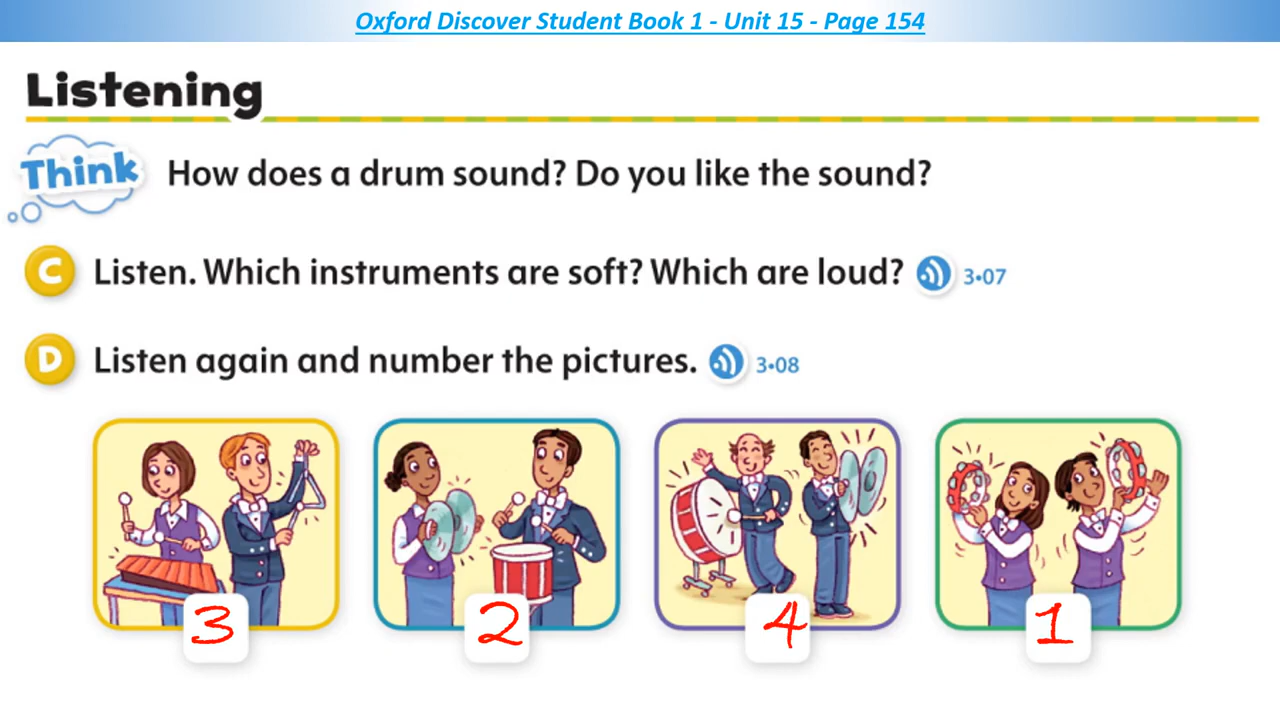 Oxford Discover Student Book 1 - Unit 15 - Page 154
Listening
Think How does a drum sound? Do you like the sound?
C Listen. Which instruments are soft? Which are loud? 3•07
D Listen again and number the pictures. 3•08
3 2 4 1